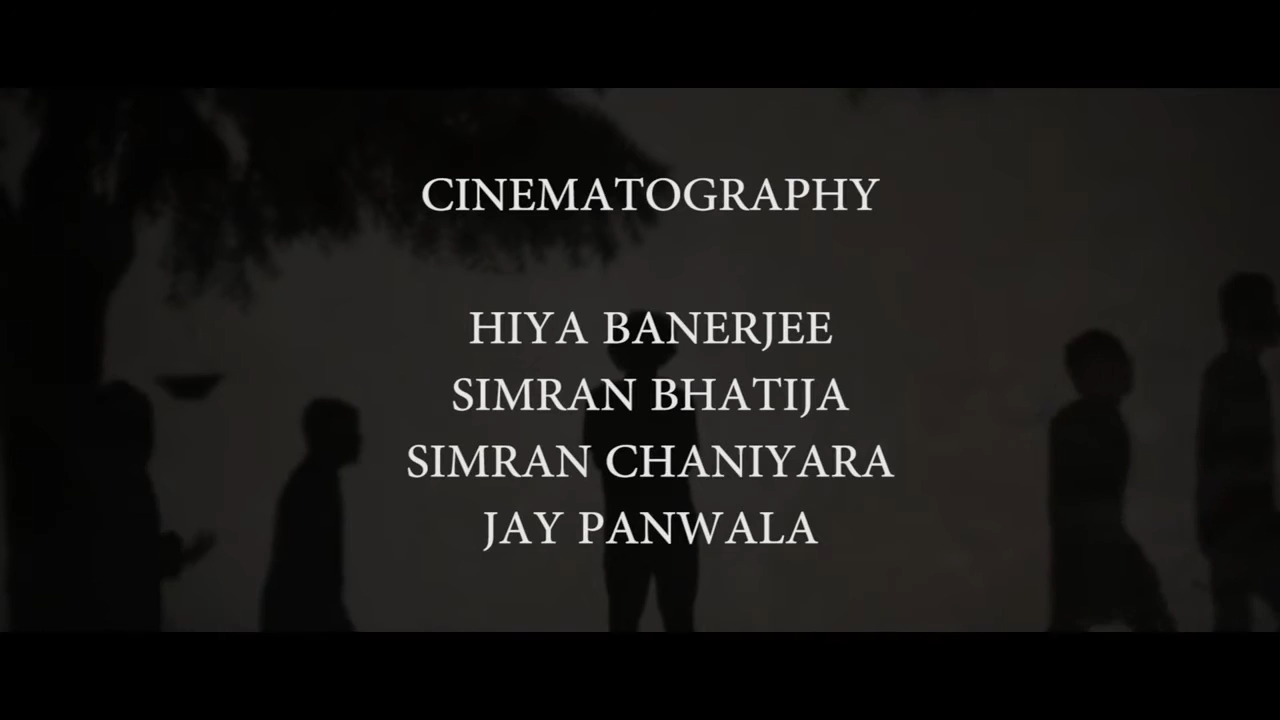 CINEMATOGRAPHY
HIYA BANERJEE
SIMRAN BHATIJA
SIMRAN CHANIYARA
JAY PANWALA